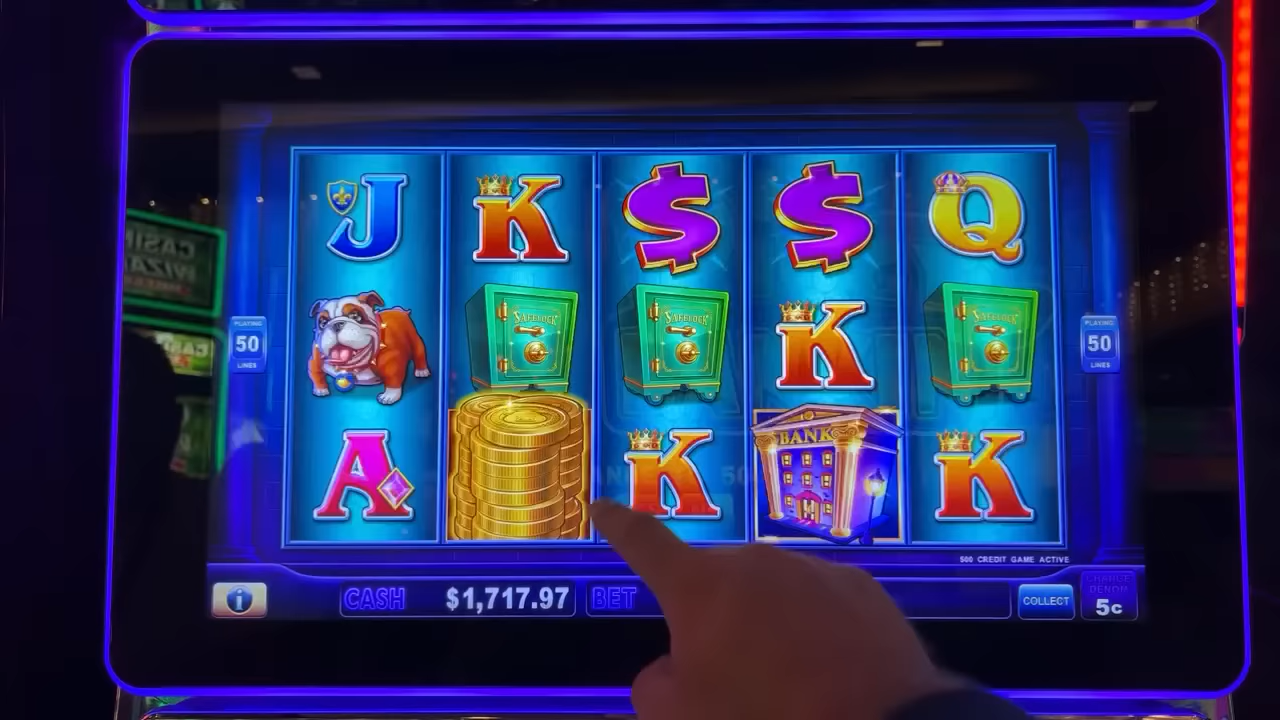 J K $ $ Q
SAFELOCK SAFELOCK K SAFELOCK
A K BANK K
PLAYING
50
LINES
PLAYING
50
LINES
500 CREDIT GAME ACTIVE
CASH $1,717.97 BET
COLLECT
CHANGE
DENOM
5¢
i